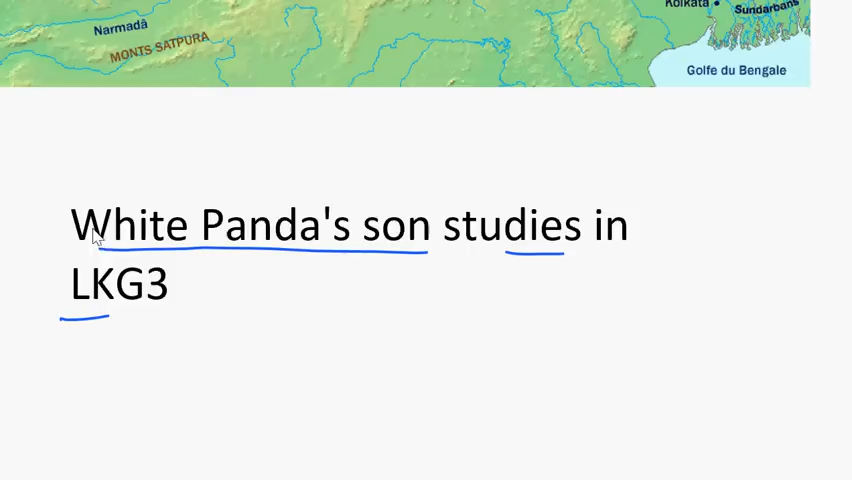 Kolkata
Sundarbans
Narmadâ
MONTS SATPURA
Golfe du Bengale
White Panda's son studies in
LKG3